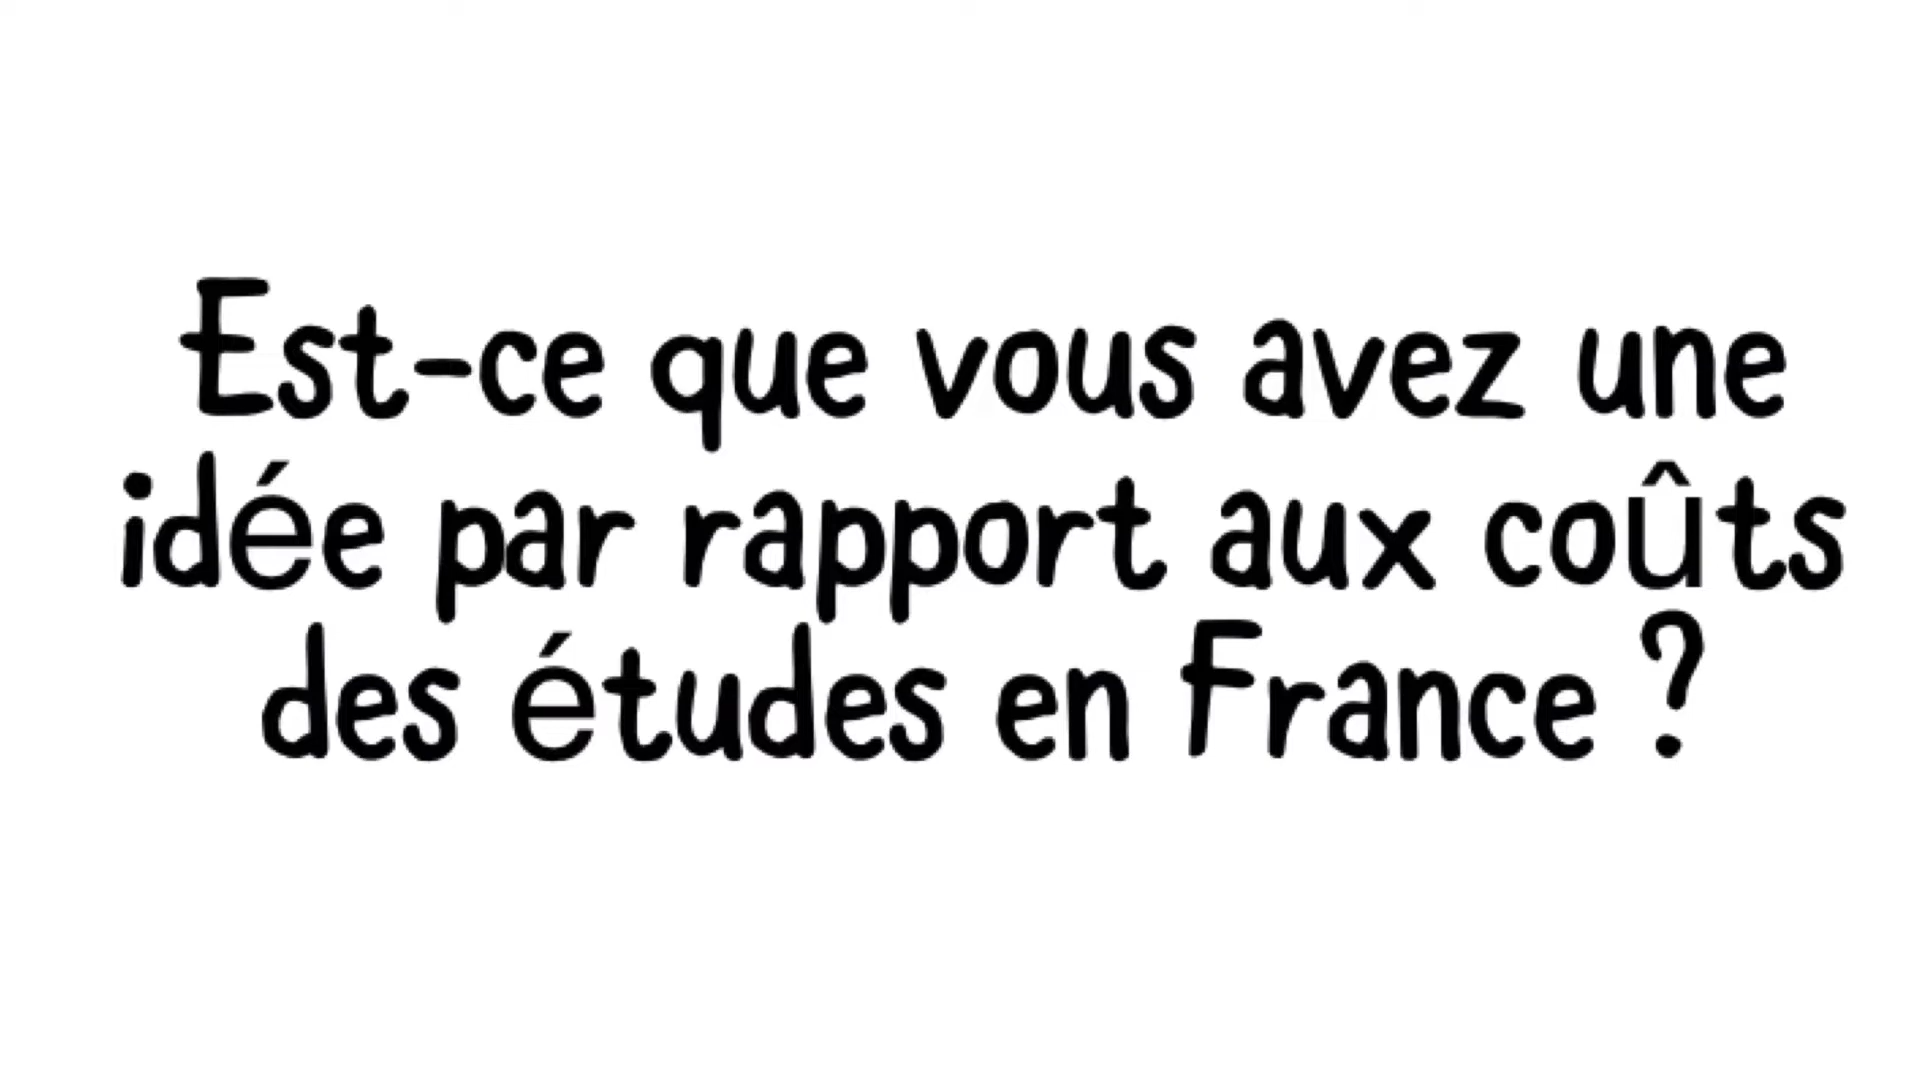 Est-ce que vous avez une
idée par rapport aux coûts
des études en France ?